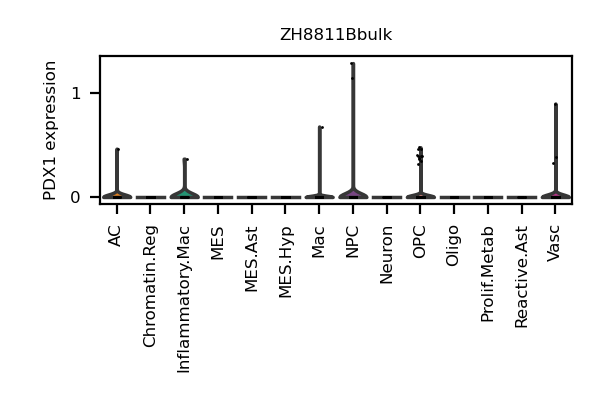 ZH8811Bbulk
PDX1 expression
1
0
AC
Chromatin.Reg
Inflammatory.Mac
MES
MES.Ast
MES.Hyp
Mac
NPC
Neuron
OPC
Oligo
Prolif.Metab
Reactive.Ast
Vasc